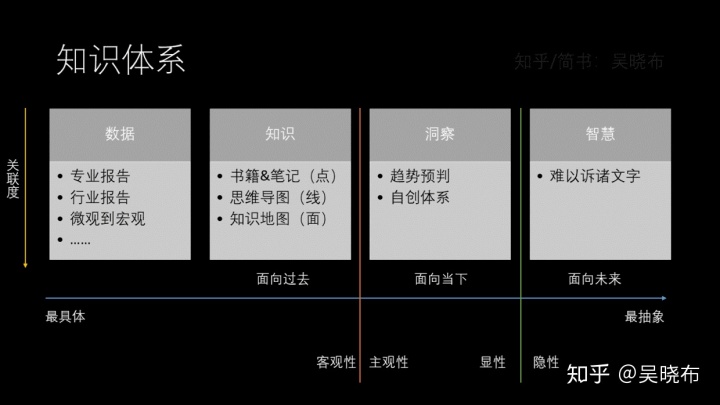 知识体系
知乎/简书：吴晓布
关联度
数据
• 专业报告
• 行业报告
• 微观到宏观
• ......
知识
• 书籍&笔记（点）
• 思维导图（线）
• 知识地图（面）
洞察
• 趋势预判
• 自创体系
智慧
• 难以诉诸文字
面向过去
面向当下
面向未来
最具体
最抽象
客观性
主观性
显性
隐性
知乎 @吴晓布